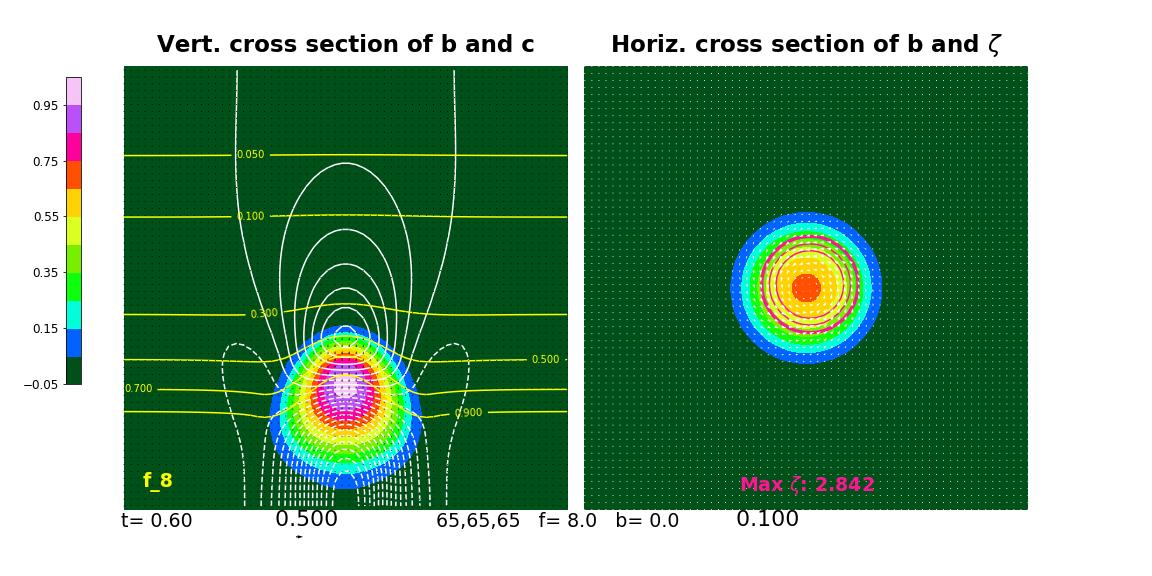 Vert. cross section of b and c
Horiz. cross section of b and ζ
0.95
0.75
0.55
0.35
0.15
−0.05
0.050
0.100
0.300
0.500
0.700
0.900
f_8
Max ζ: 2.842
t= 0.60 0.500 65,65,65 f= 8.0 b= 0.0 0.100